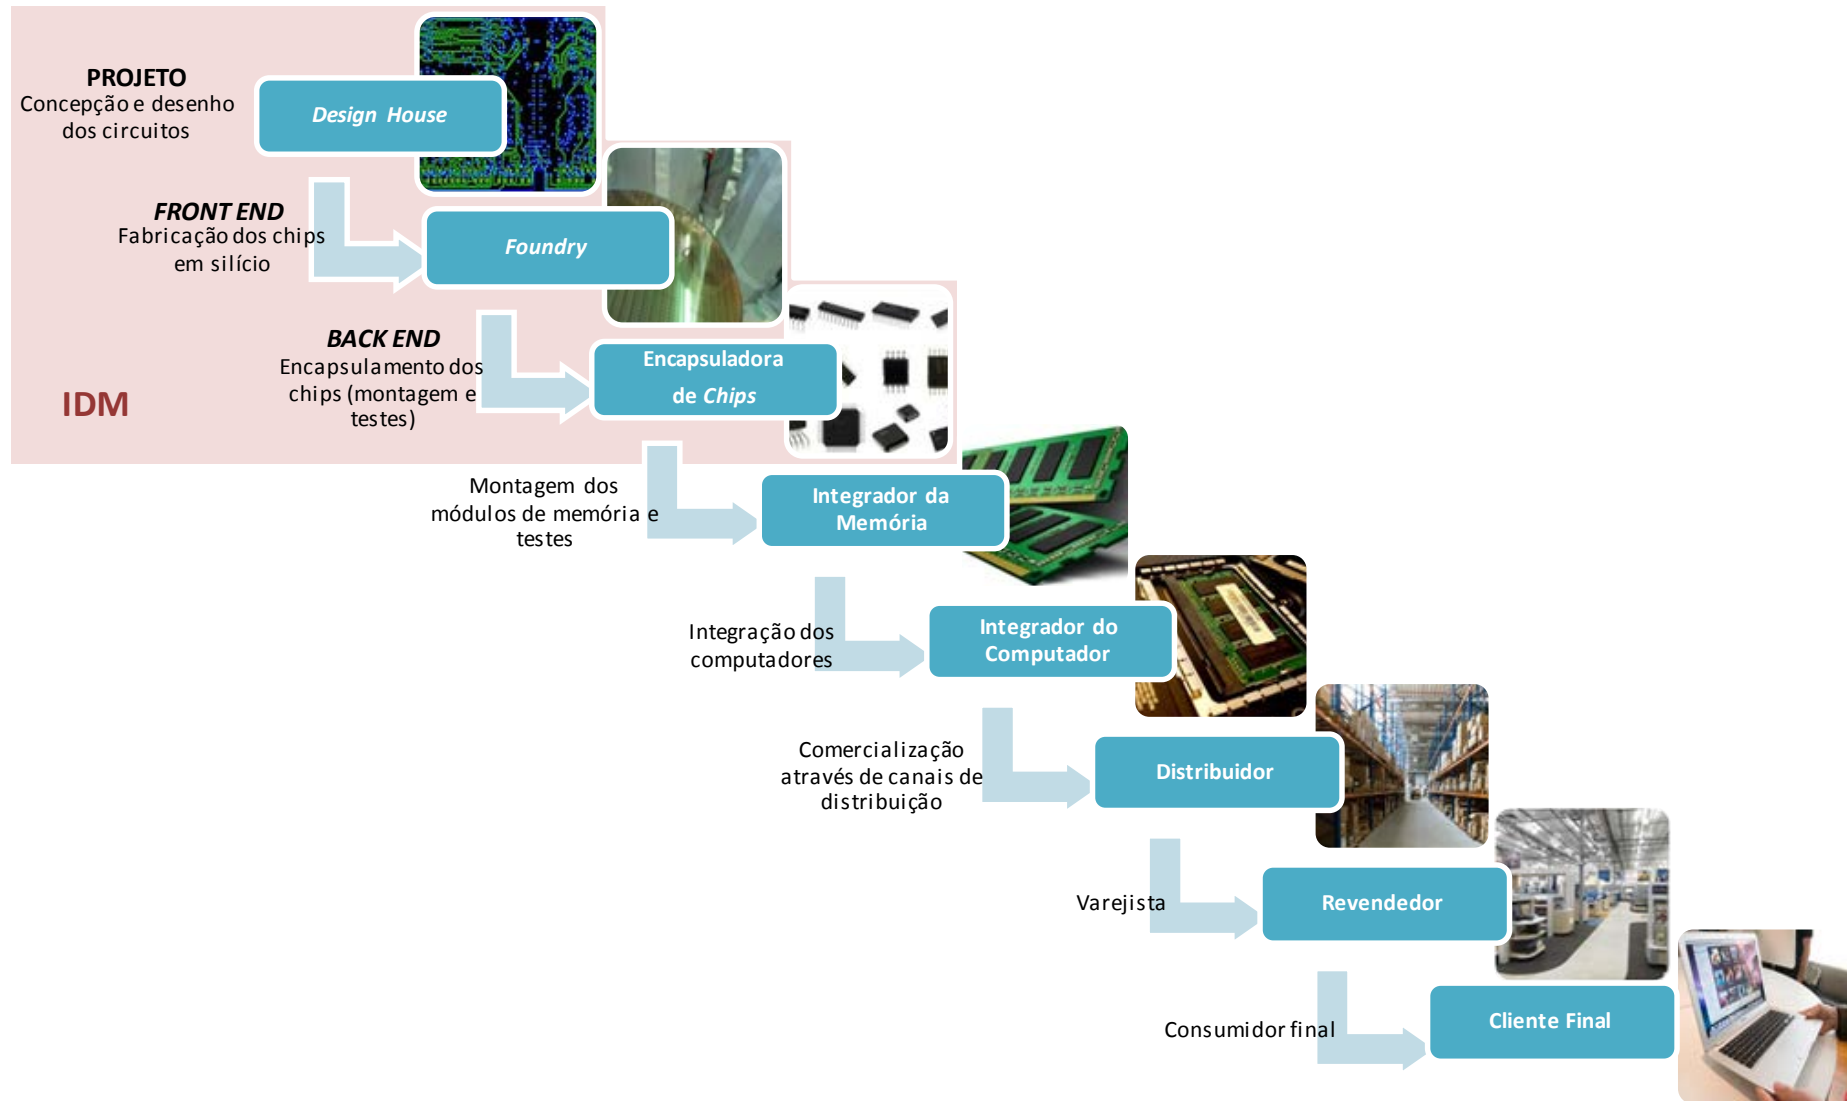 PROJETO
Concepção e desenho
dos circuitos
Design House
FRONT END
Fabricação dos chips
em silício
Foundry
BACK END
Encapsulamento dos
chips (montagem e
testes)
Encapsuladora
de Chips
IDM
Montagem dos
módulos de memória e
testes
Integrador da
Memória
Integração dos
computadores
Integrador do
Computador
Comercialização
através de canais de
distribuição
Distribuidor
Varejista
Revendedor
Consumidor final
Cliente Final